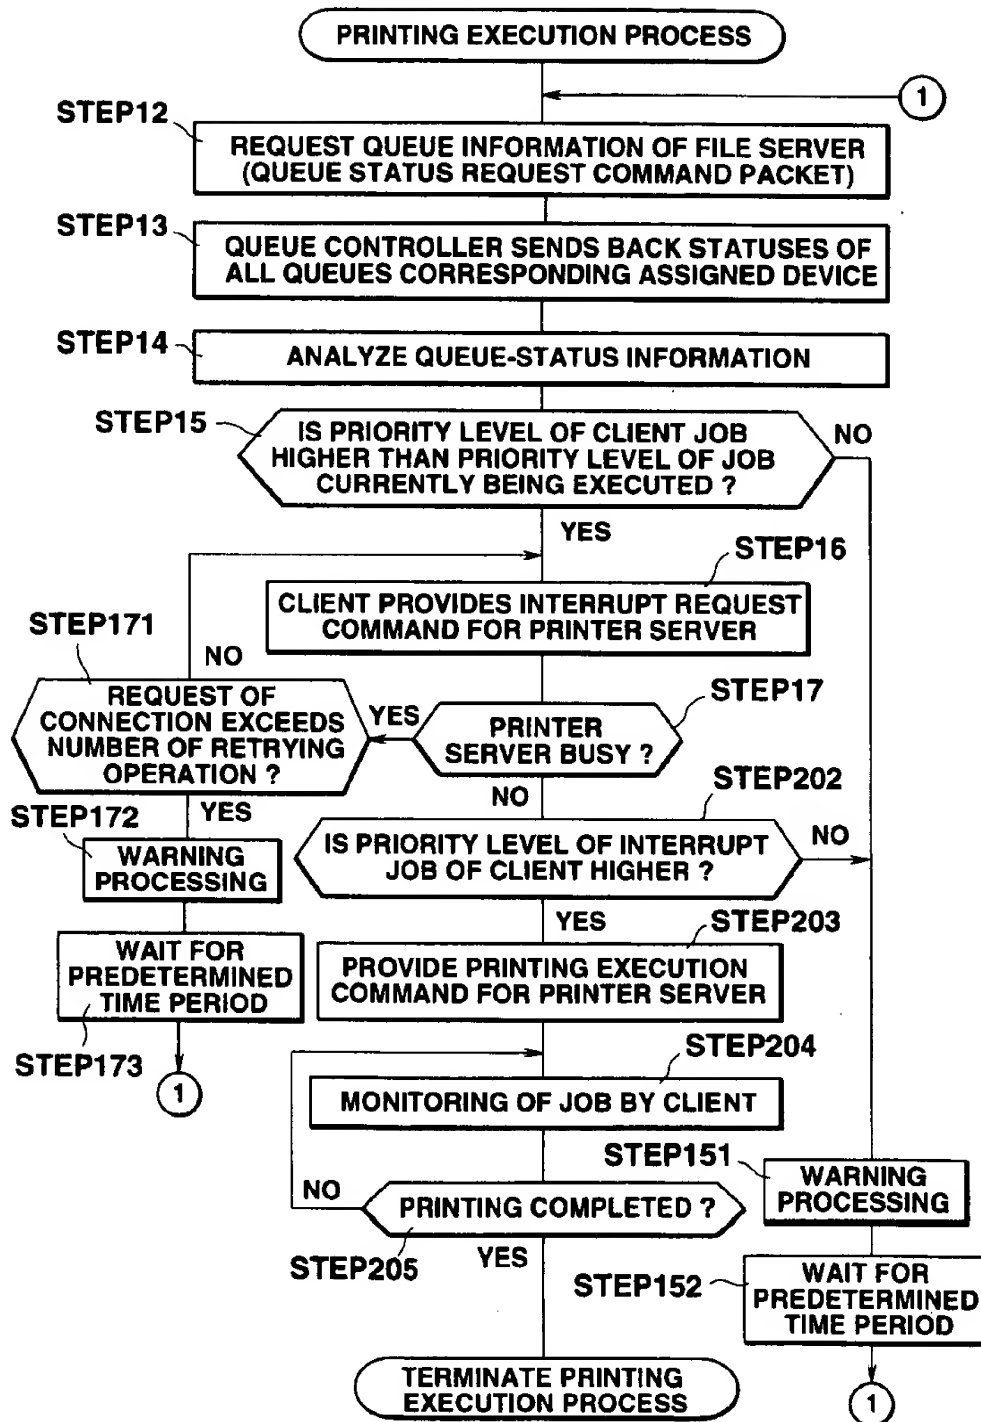 PRINTING EXECUTION PROCESS
1
STEP12
REQUEST QUEUE INFORMATION OF FILE SERVER
(QUEUE STATUS REQUEST COMMAND PACKET)
STEP13
QUEUE CONTROLLER SENDS BACK STATUSES OF
ALL QUEUES CORRESPONDING ASSIGNED DEVICE
STEP14
ANALYZE QUEUE-STATUS INFORMATION
STEP15
IS PRIORITY LEVEL OF CLIENT JOB
HIGHER THAN PRIORITY LEVEL OF JOB
CURRENTLY BEING EXECUTED ?
NO
YES
STEP16
CLIENT PROVIDES INTERRUPT REQUEST
COMMAND FOR PRINTER SERVER
STEP171
NO
REQUEST OF
CONNECTION EXCEEDS
NUMBER OF RETRYING
OPERATION ?
YES
STEP17
PRINTER
SERVER BUSY ?
NO
YES
STEP172
WARNING
PROCESSING
STEP202
IS PRIORITY LEVEL OF INTERRUPT
JOB OF CLIENT HIGHER ?
NO
YES
STEP203
PROVIDE PRINTING EXECUTION
COMMAND FOR PRINTER SERVER
WAIT FOR
PREDETERMINED
TIME PERIOD
STEP173
1
STEP204
MONITORING OF JOB BY CLIENT
STEP151
WARNING
PROCESSING
NO
PRINTING COMPLETED ?
STEP205
YES
STEP152
WAIT FOR
PREDETERMINED
TIME PERIOD
1
TERMINATE PRINTING
EXECUTION PROCESS